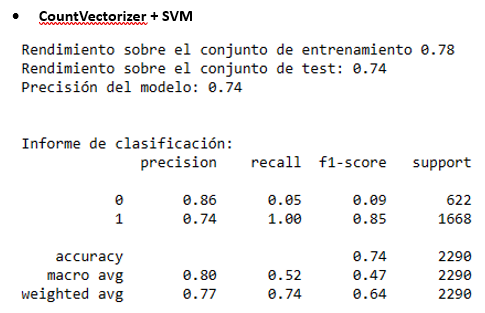 • CountVectorizer + SVM
Rendimiento sobre el conjunto de entrenamiento 0.78
Rendimiento sobre el conjunto de test: 0.74
Precisión del modelo: 0.74
Informe de clasificación:
precision recall f1-score support
0 0.86 0.05 0.09 622
1 0.74 1.00 0.85 1668
accuracy 0.74 2290
macro avg 0.80 0.52 0.47 2290
weighted avg 0.77 0.74 0.64 2290